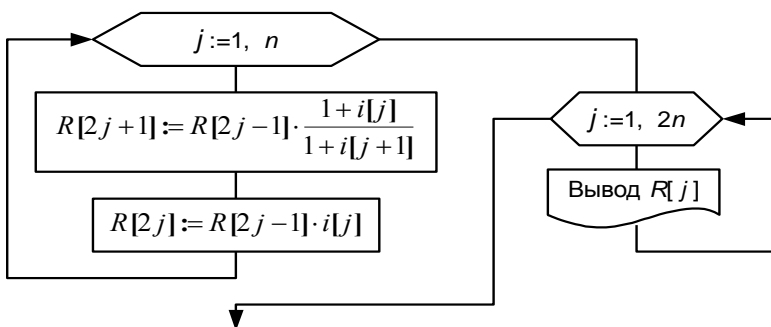 j :=1, n
R[2j+1]:= R[2j−1]· (1+i[j])/(1+i[j+1])
R[2j]:= R[2j−1]·i[j]
j :=1, 2n
Вывод R[ j ]